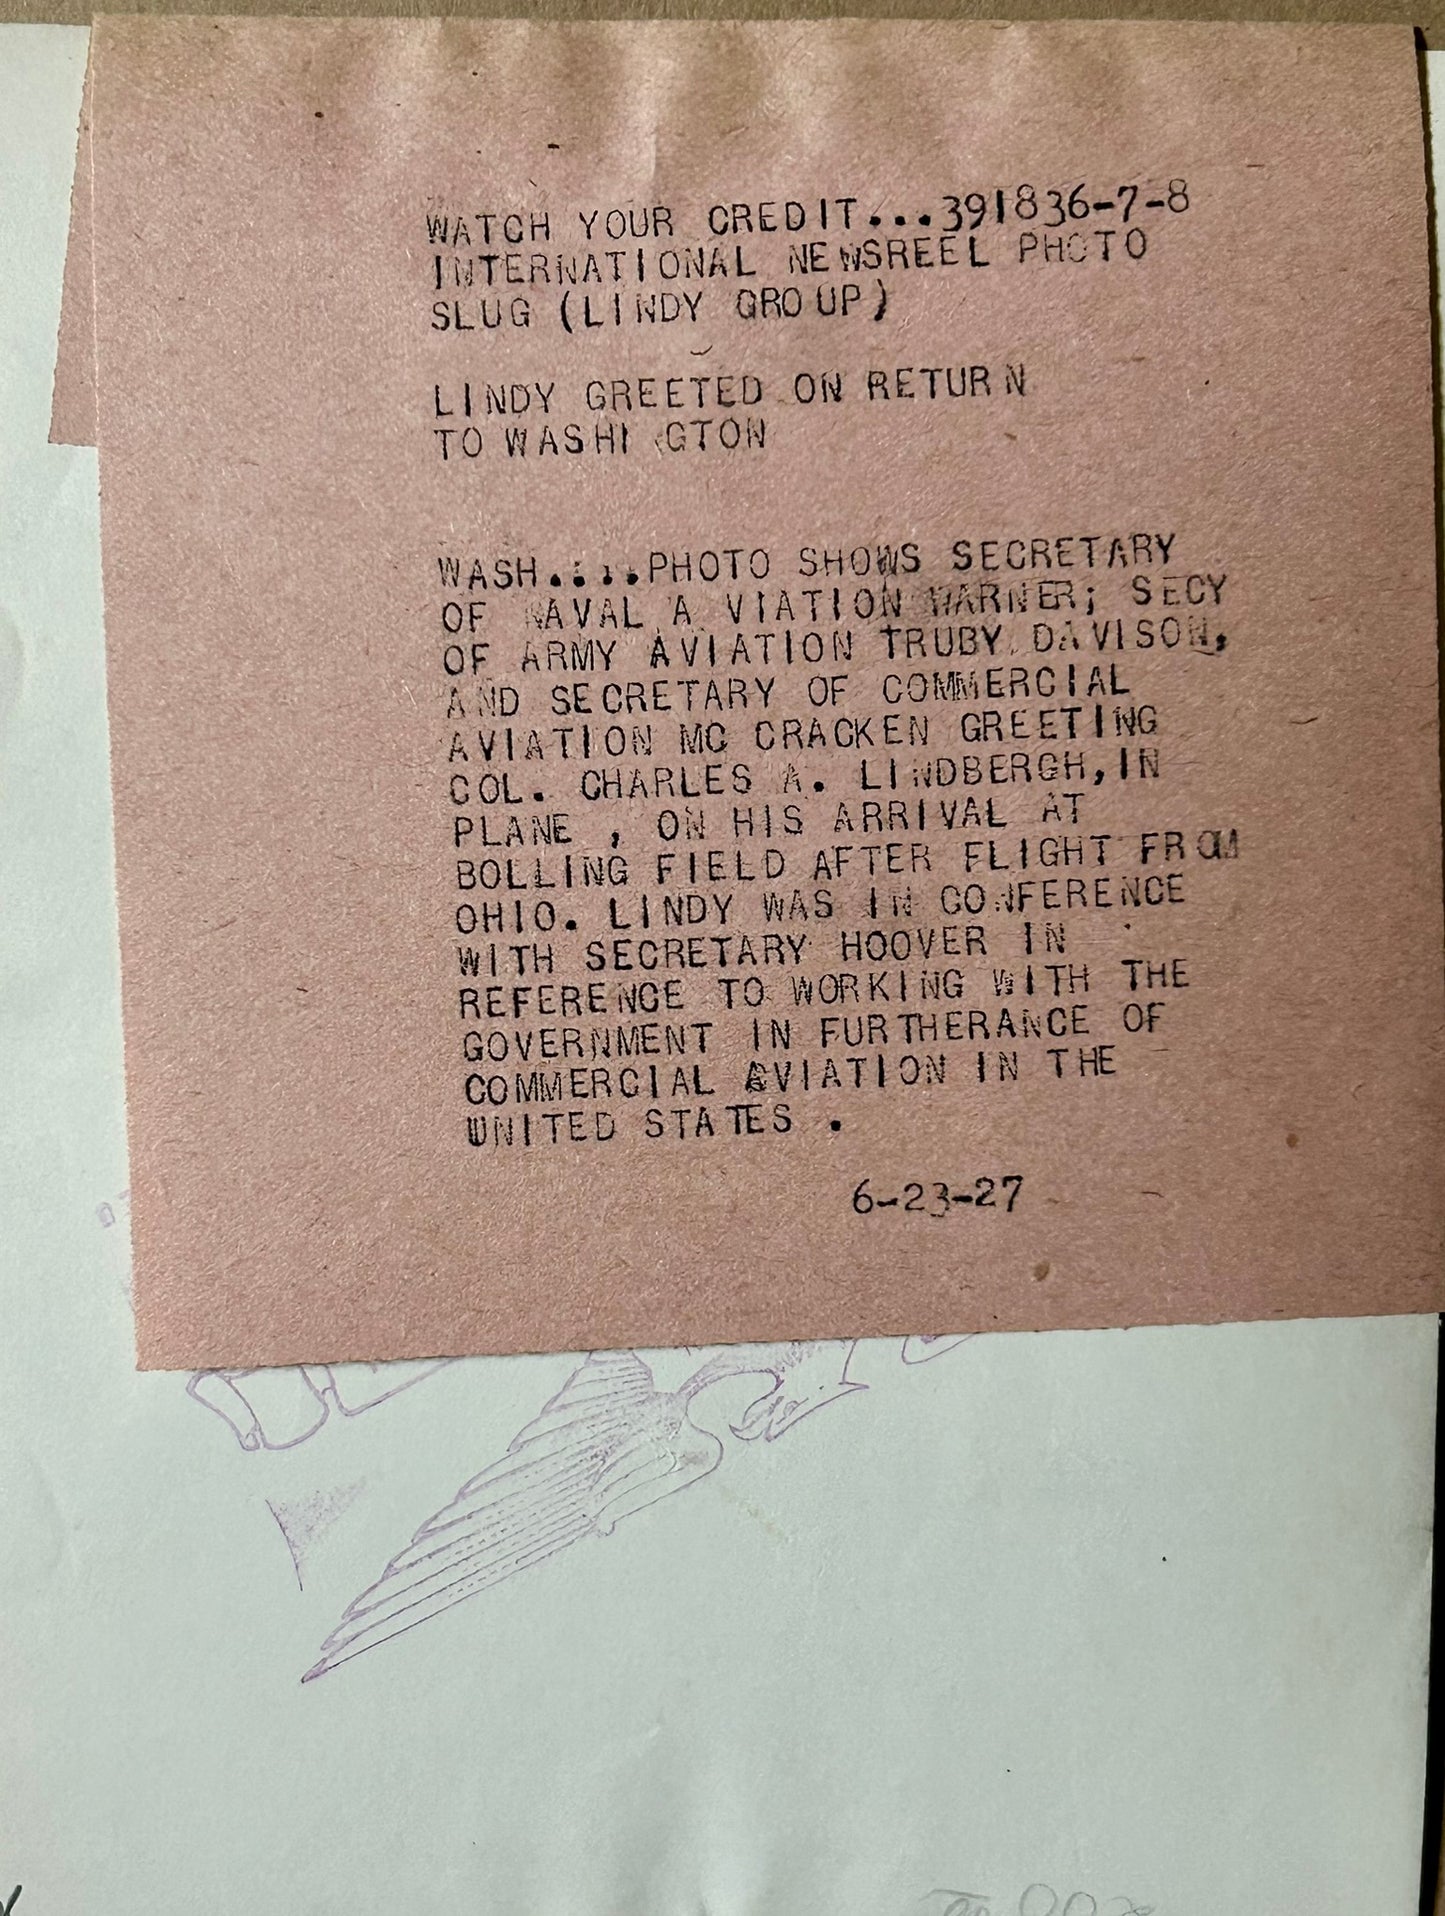 WATCH YOUR CREDIT...391836-7-8
INTERNATIONAL NEWSREEL PHOTO
SLUG (LINDY GROUP)
LINDY GREETED ON RETURN
TO WASHINGTON
WASH.....PHOTO SHOWS SECRETARY
OF NAVAL AVIATION WARNER; SECY
OF ARMY AVIATION TRUBY DAVISON,
AND SECRETARY OF COMMERCIAL
AVIATION MC CRACKEN GREETING
COL. CHARLES A. LINDBERGH, IN
PLANE , ON HIS ARRIVAL AT
BOLLING FIELD AFTER FLIGHT FROM
OHIO. LINDY WAS IN CONFERENCE
WITH SECRETARY HOOVER IN
REFERENCE TO WORKING WITH THE
GOVERNMENT IN FURTHERANCE OF
COMMERCIAL AVIATION IN THE
UNITED STATES .
6-23-27